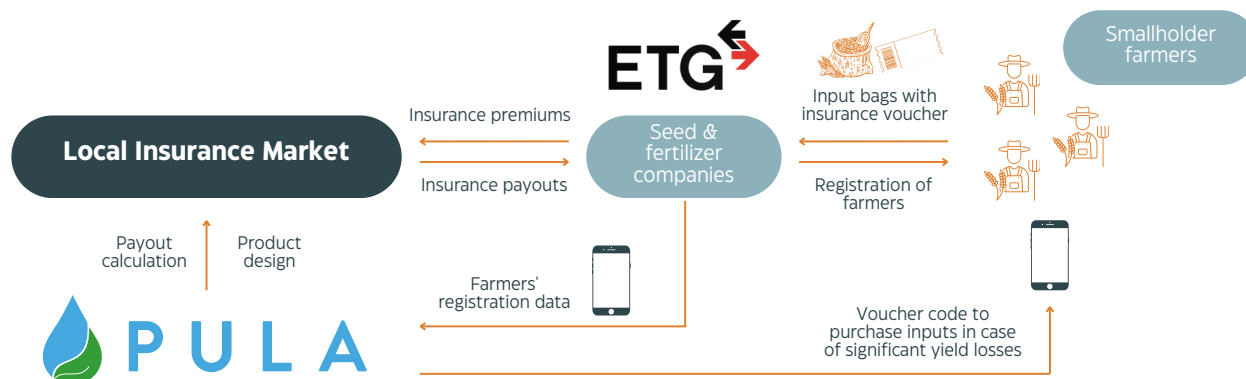 ETG
Smallholder
farmers
Insurance premiums
Input bags with
insurance voucher
Local Insurance Market
Seed &
fertilizer
companies
Insurance payouts
Registration of
farmers
Payout
calculation
Product
design
Farmers'
registration data
Voucher code to
purchase inputs in case
of significant yield losses
PULA